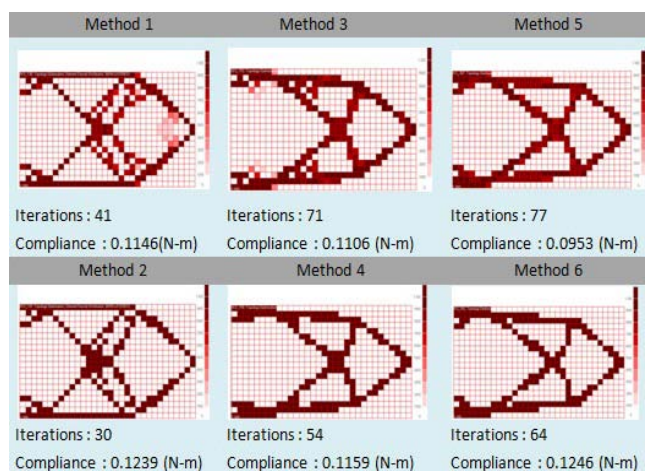 Method 1
Method 3
Method 5
Iterations : 41
Compliance : 0.1146(N-m)
Iterations : 71
Compliance : 0.1106 (N-m)
Iterations : 77
Compliance : 0.0953 (N-m)
Method 2
Method 4
Method 6
Iterations : 30
Compliance : 0.1239 (N-m)
Iterations : 54
Compliance : 0.1159 (N-m)
Iterations : 64
Compliance : 0.1246 (N-m)